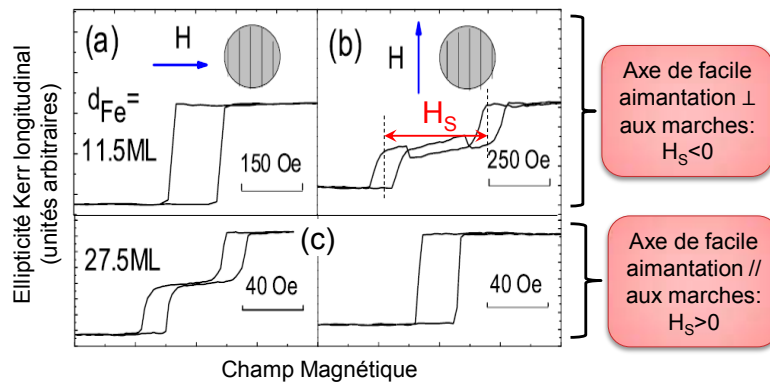 Ellipticité Kerr longitudinal
(unités arbitraires)
(a)
H
d_Fe=
11.5ML
150 Oe
(b)
H
H_S
250 Oe
Axe de facile
aimantation ⊥
aux marches:
H_S<0
27.5ML
40 Oe
(c)
40 Oe
Axe de facile
aimantation //
aux marches:
H_S>0
Champ Magnétique